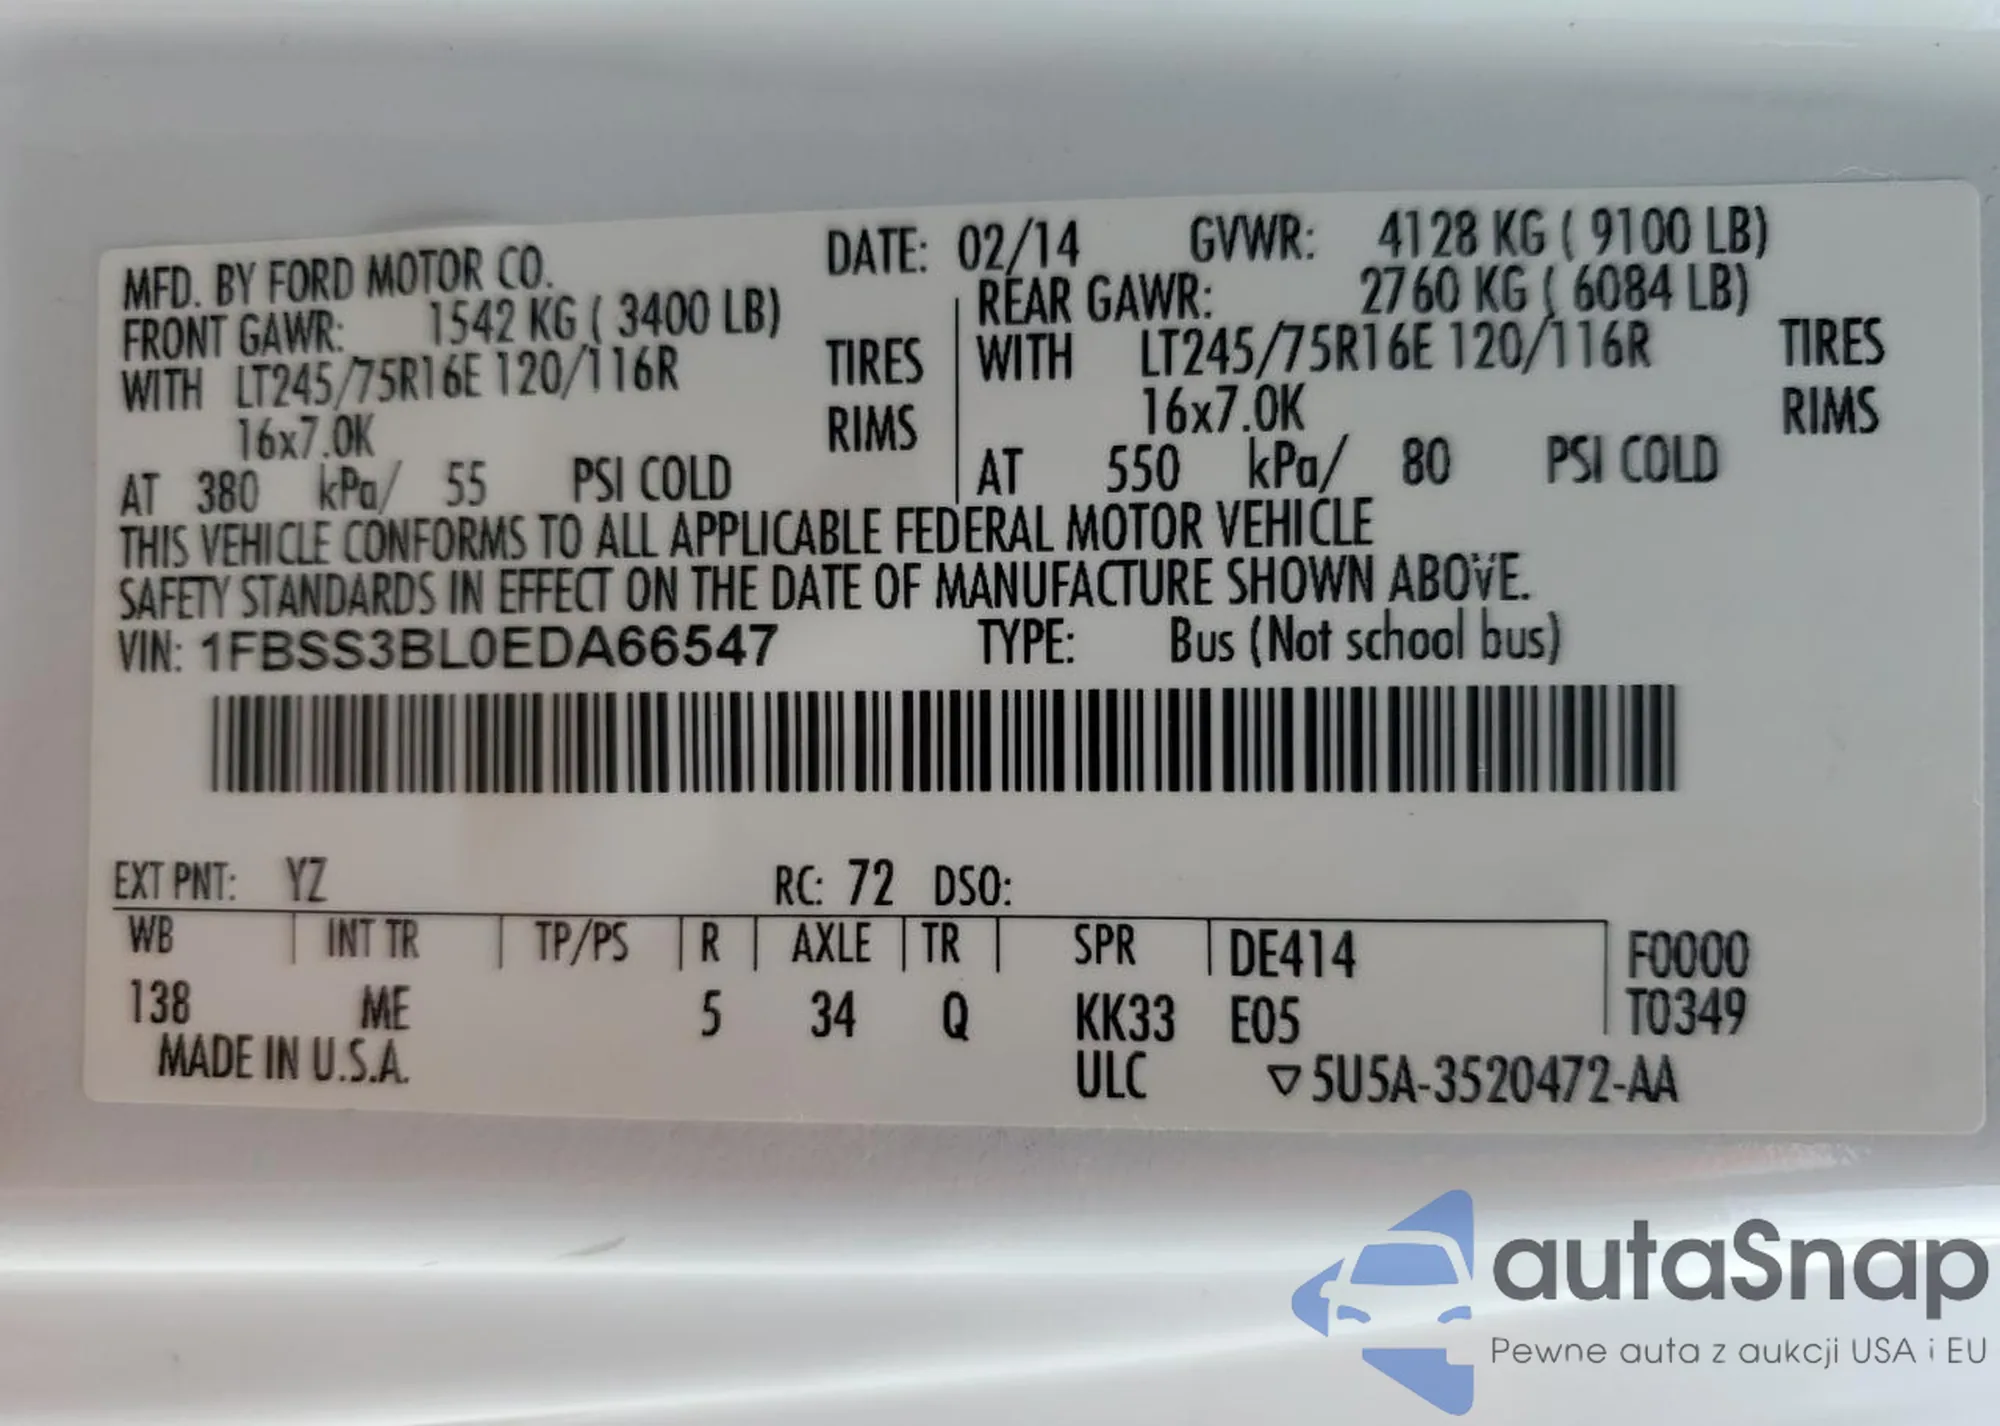 MFD. BY FORD MOTOR CO. DATE: 02/14 GVWR: 4128 KG ( 9100 LB)
FRONT GAWR: 1542 KG ( 3400 LB) REAR GAWR: 2760 KG ( 6084 LB)
WITH LT245/75R16E 120/116R TIRES WITH LT245/75R16E 120/116R TIRES
16x7.0K RIMS 16x7.0K RIMS
AT 380 kPa/ 55 PSI COLD AT 550 kPa/ 80 PSI COLD
THIS VEHICLE CONFORMS TO ALL APPLICABLE FEDERAL MOTOR VEHICLE
SAFETY STANDARDS IN EFFECT ON THE DATE OF MANUFACTURE SHOWN ABOVE.
VIN: 1FBSS3BL0EDA66547 TYPE: Bus (Not school bus)
EXT PNT: YZ RC: 72 DSO:
WB INT TR TP/PS R AXLE TR SPR DE414 F0000
138 ME 5 34 Q KK33 E05 T0349
MADE IN U.S.A. ULC ▽5U5A-3520472-AA
autaSnap
Pewne auta z aukcji USA i EU